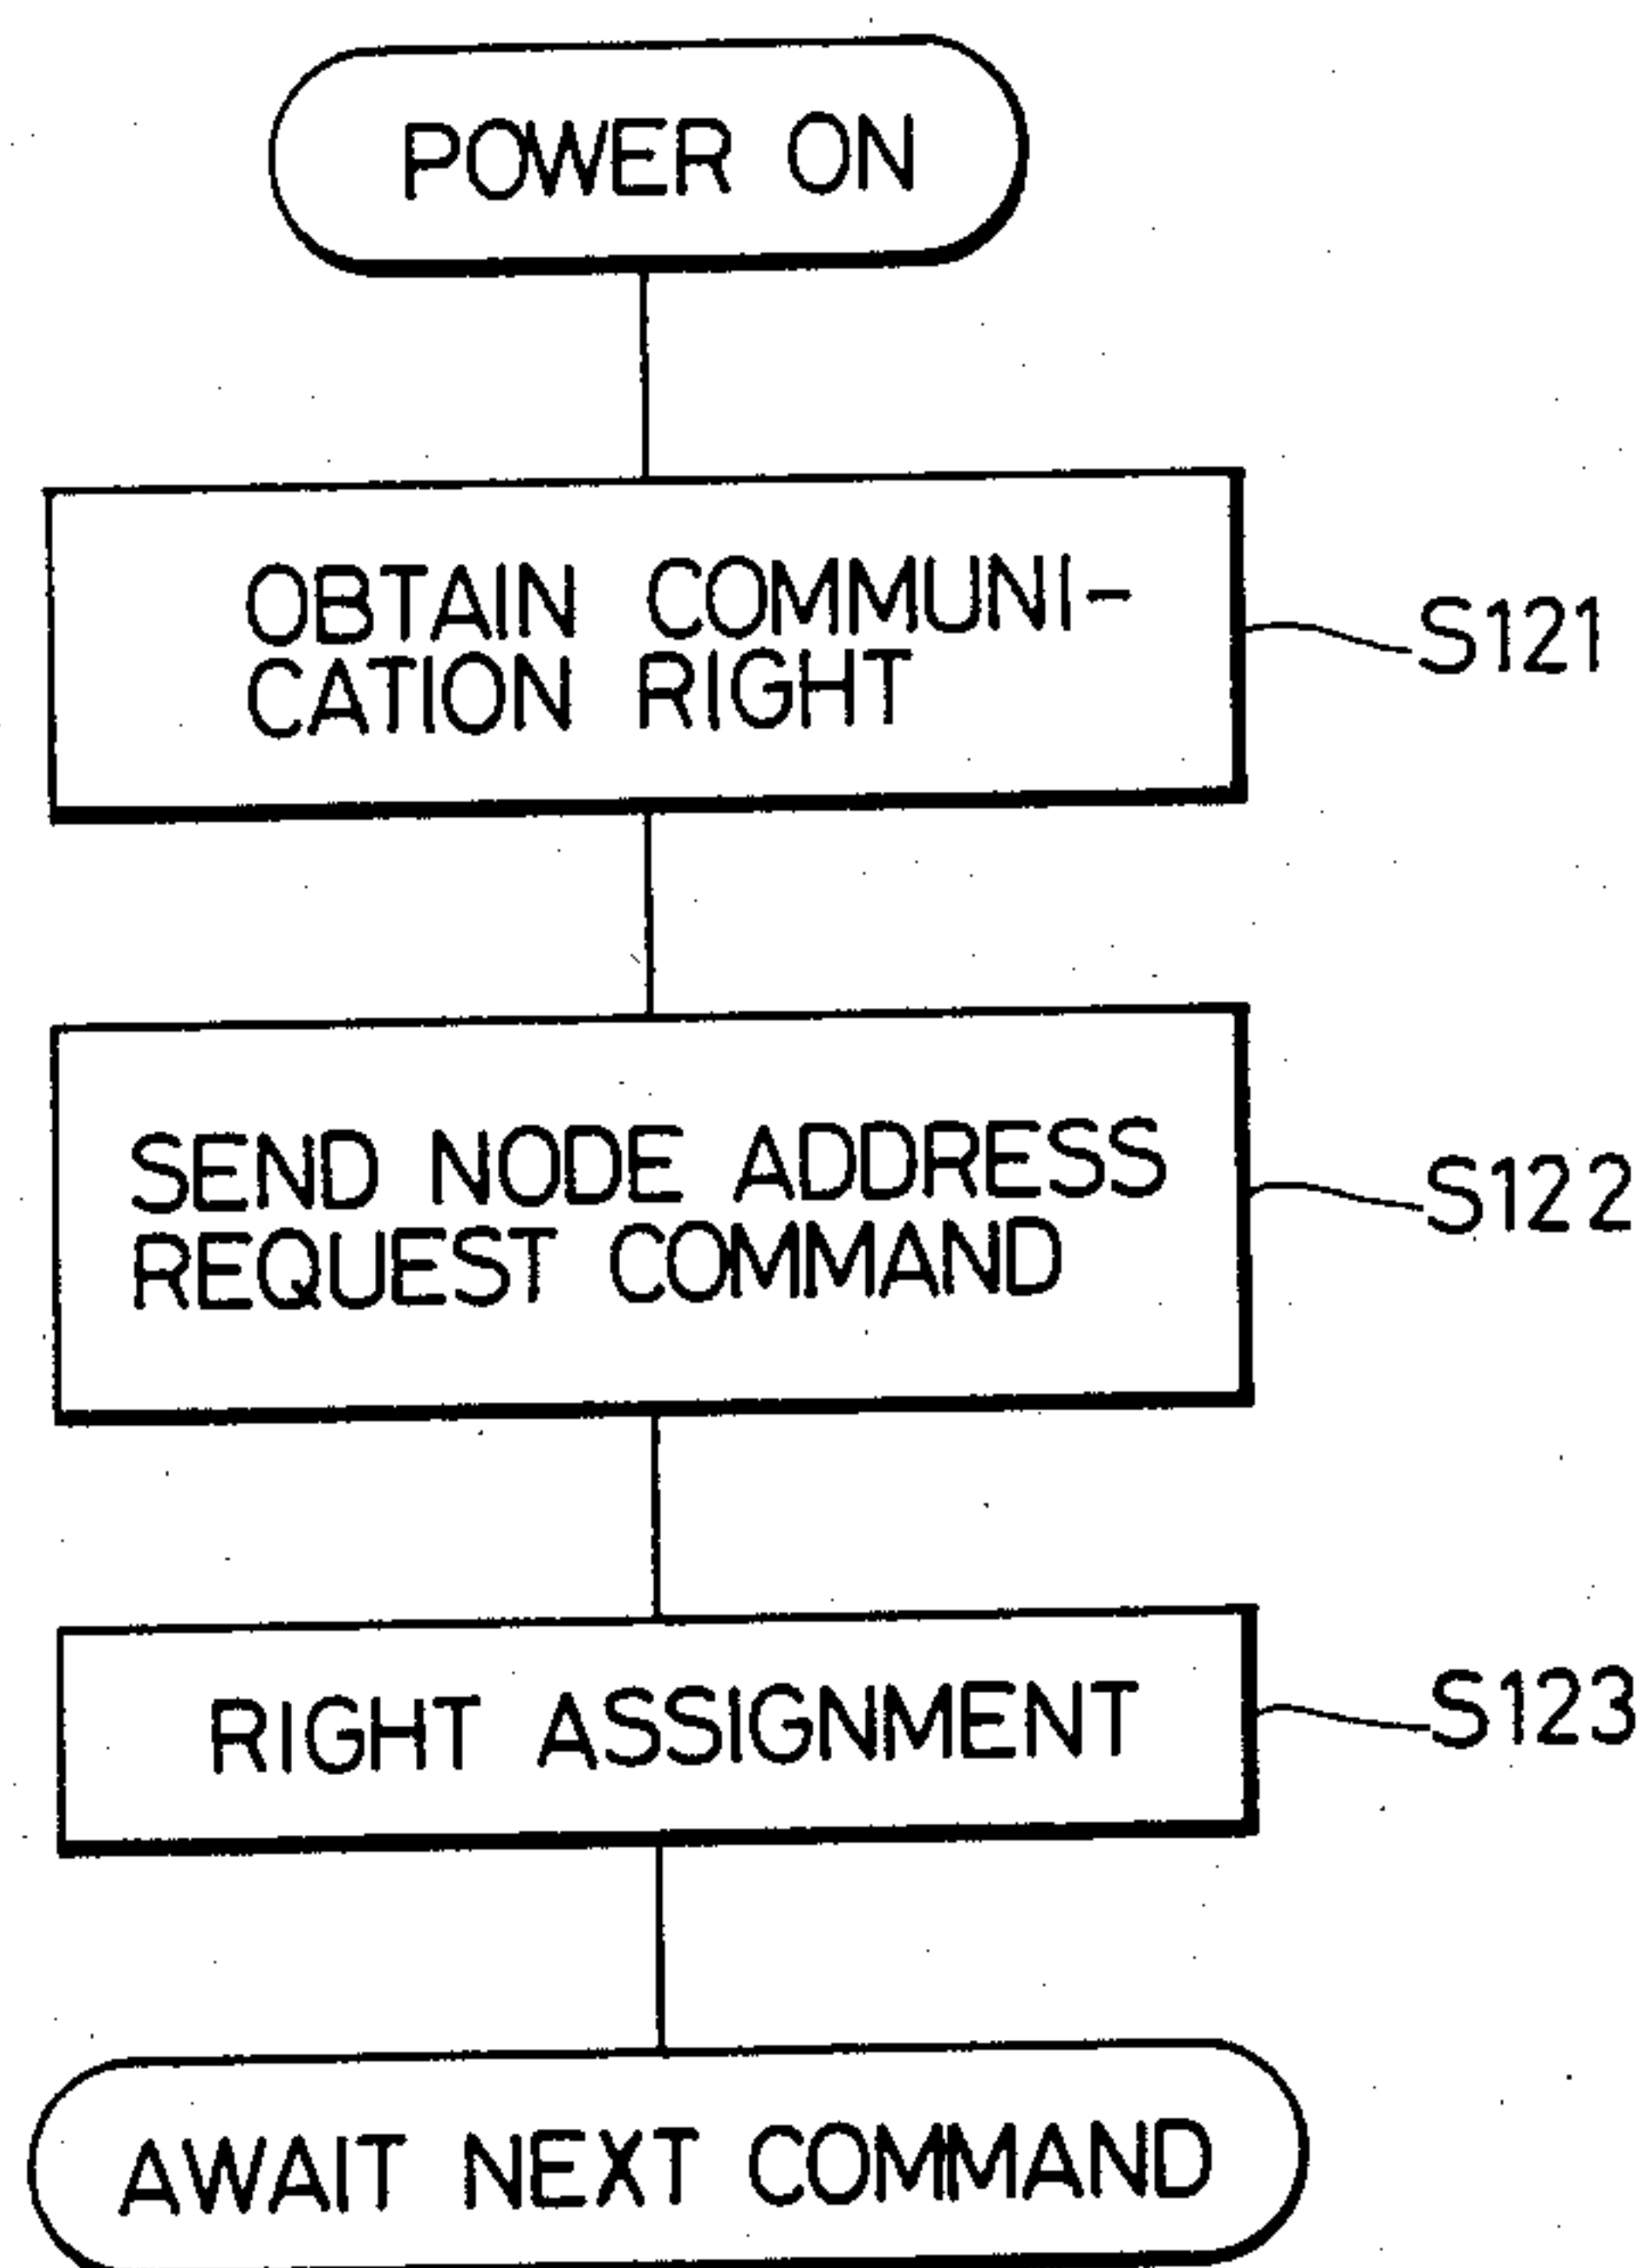 POWER ON
OBTAIN COMMUNI-
CATION RIGHT
S121
SEND NODE ADDRESS
REQUEST COMMAND
S122
RIGHT ASSIGNMENT
S123
AWAIT NEXT COMMAND